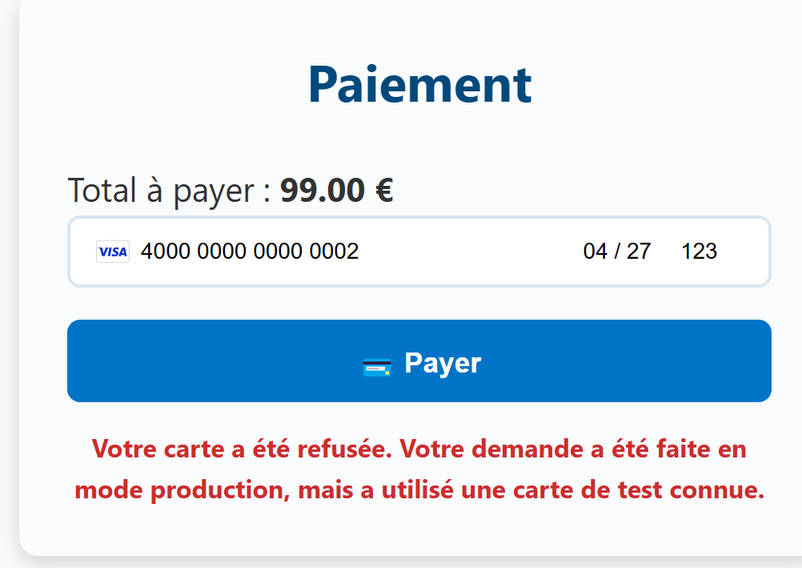 Paiement
Total à payer : 99.00 €
VISA 4000 0000 0000 0002 04 / 27 123
Payer
Votre carte a été refusée. Votre demande a été faite en
mode production, mais a utilisé une carte de test connue.